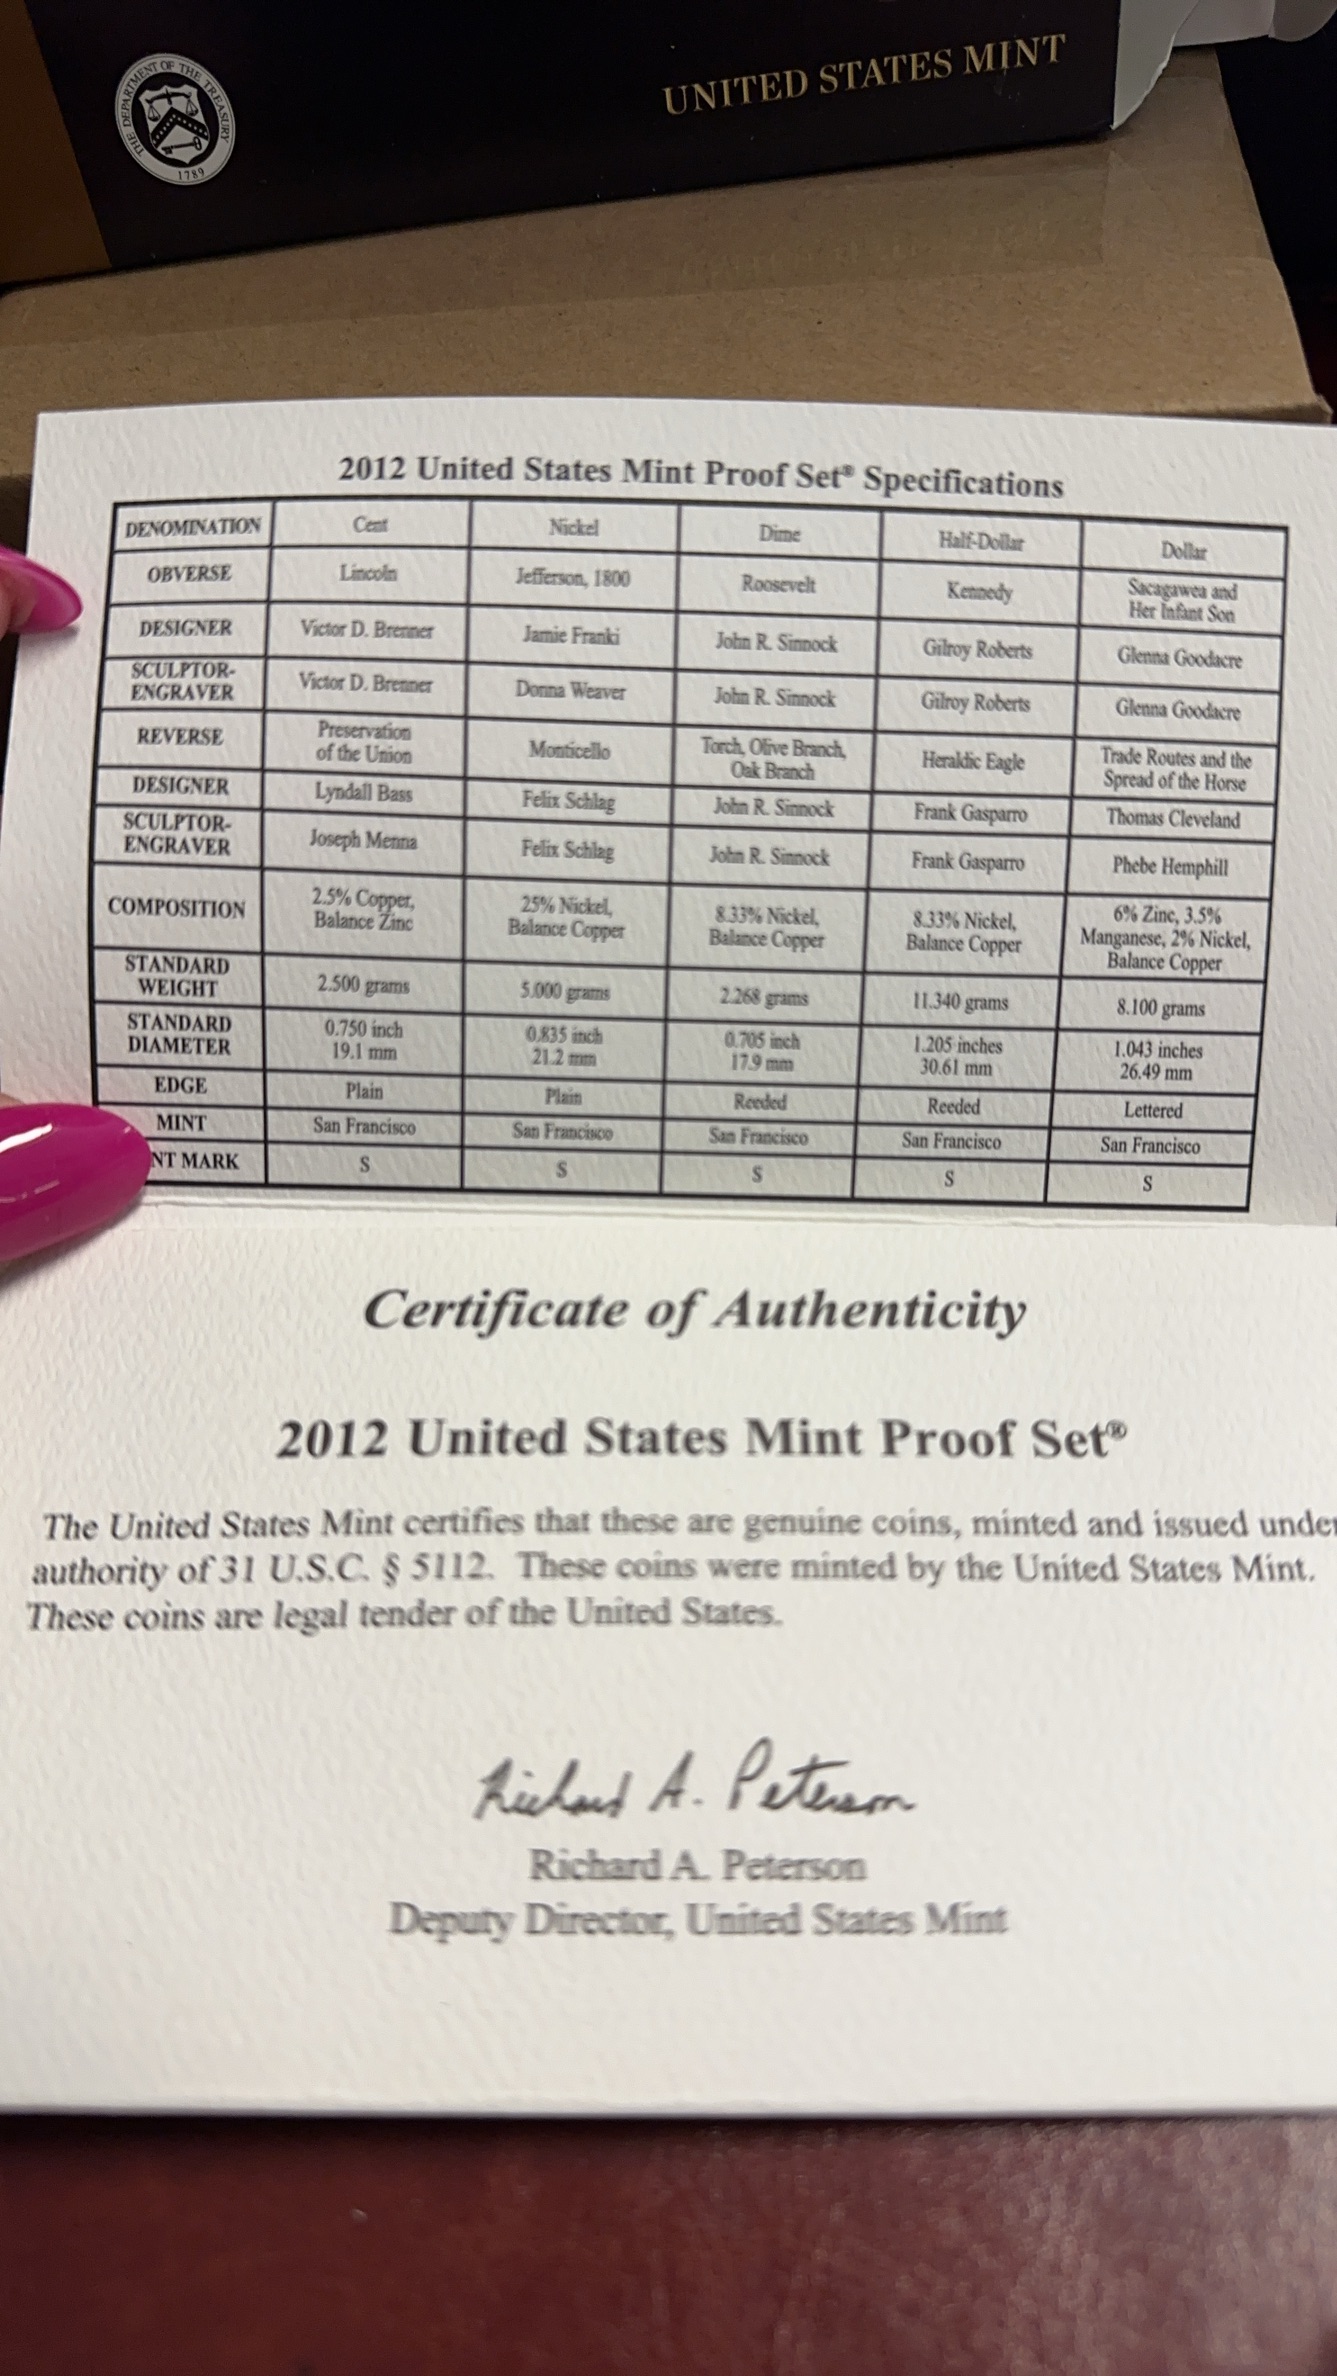 THE DEPARTMENT OF THE TREASURY
1789
UNITED STATES MINT
2012 United States Mint Proof Set® Specifications
DENOMINATION Cent Nickel Dime Half-Dollar Dollar
OBVERSE Lincoln Jefferson, 1800 Roosevelt Kennedy Sacagawea and
Her Infant Son
DESIGNER Victor D. Brenner Jamie Franki John R. Sinnock Gilroy Roberts Glenna Goodacre
SCULPTOR-
ENGRAVER Victor D. Brenner Donna Weaver John R. Sinnock Gilroy Roberts Glenna Goodacre
REVERSE Preservation
of the Union Monticello Torch, Olive Branch,
Oak Branch Heraldic Eagle Trade Routes and the
Spread of the Horse
DESIGNER Lyndall Bass Felix Schlag John R. Sinnock Frank Gasparro Thomas Cleveland
SCULPTOR-
ENGRAVER Joseph Menna Felix Schlag John R. Sinnock Frank Gasparro Phebe Hemphill
COMPOSITION 2.5% Copper,
Balance Zinc 25% Nickel,
Balance Copper 8.33% Nickel,
Balance Copper 8.33% Nickel,
Balance Copper 6% Zinc, 3.5%
Manganese, 2% Nickel,
Balance Copper
STANDARD
WEIGHT 2.500 grams 5.000 grams 2.268 grams 11.340 grams 8.100 grams
STANDARD
DIAMETER 0.750 inch
19.1 mm 0.835 inch
21.2 mm 0.705 inch
17.9 mm 1.205 inches
30.61 mm 1.043 inches
26.49 mm
EDGE Plain Plain Reeded Reeded Lettered
MINT San Francisco San Francisco San Francisco San Francisco San Francisco
NT MARK S S S S S
Certificate of Authenticity
2012 United States Mint Proof Set®
The United States Mint certifies that these are genuine coins, minted and issued under
authority of 31 U.S.C. § 5112. These coins were minted by the United States Mint.
These coins are legal tender of the United States.
Richard A. Peterson
Richard A. Peterson
Deputy Director, United States Mint